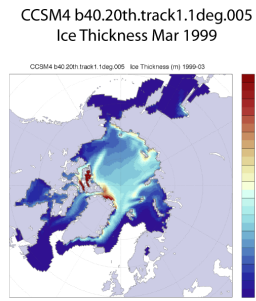 CCSM4 b40.20th.track1.1deg.005
Ice Thickness Mar 1999
CCSM4 b40.20th.track1.1deg.005 Ice Thickness (m) 1999-03